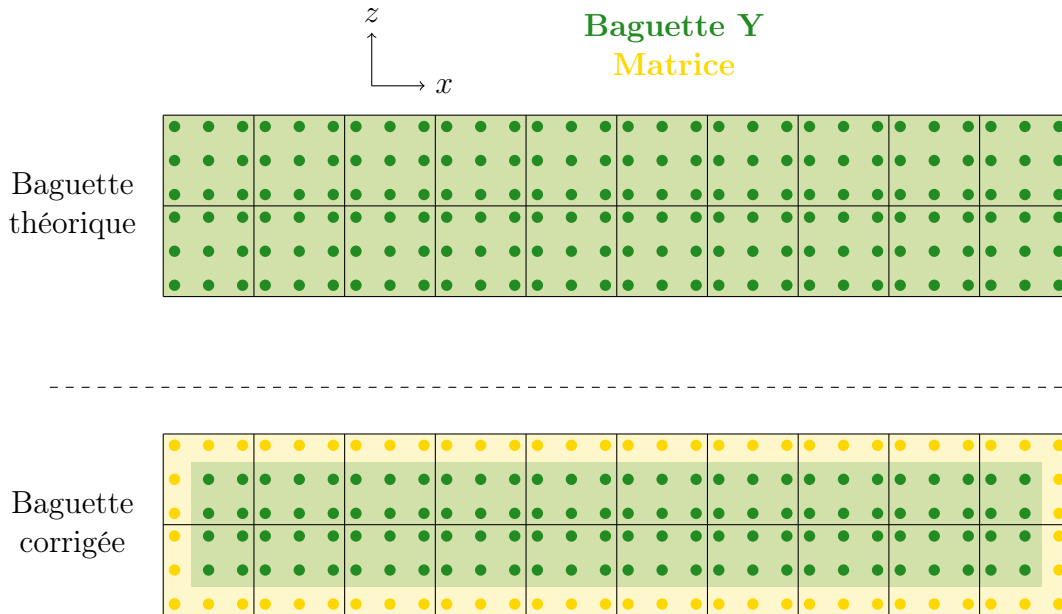 z
x
Baguette Y
Matrice
Baguette
théorique
Baguette
corrigée